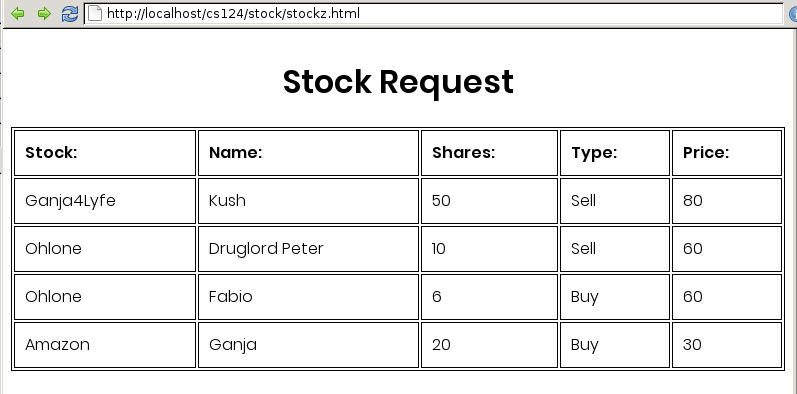 http://localhost/cs124/stock/stockz.html
Stock Request
Stock: Name: Shares: Type: Price:
Ganja4Lyfe Kush 50 Sell 80
Ohlone Druglord Peter 10 Sell 60
Ohlone Fabio 6 Buy 60
Amazon Ganja 20 Buy 30